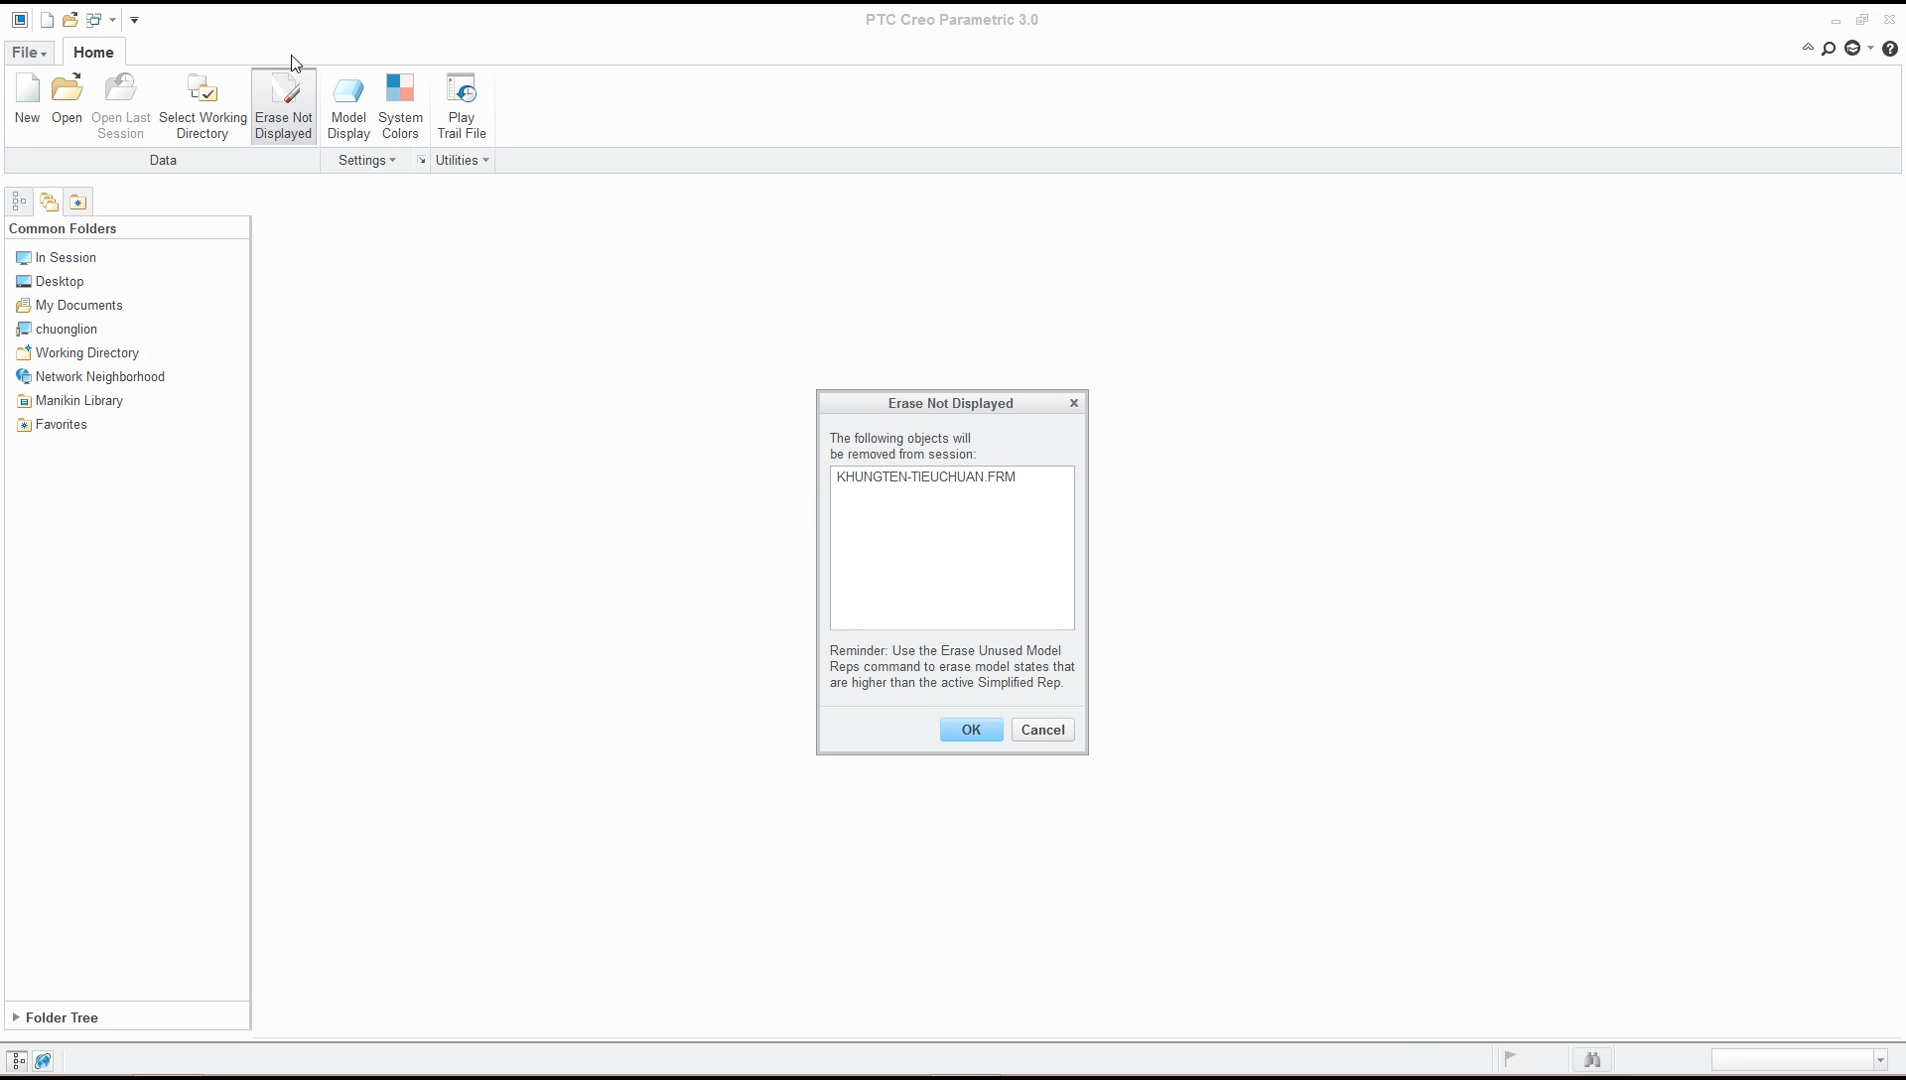 PTC Creo Parametric 3.0
File
Home
New
Open
Open Last
Session
Select Working
Directory
Erase Not
Displayed
Model
Display
System
Colors
Play
Trail File
Data
Settings
Utilities
Common Folders
In Session
Desktop
My Documents
chuonglion
Working Directory
Network Neighborhood
Manikin Library
Favorites
Folder Tree
Erase Not Displayed
The following objects will
be removed from session:
KHUNGTEN-TIEUCHUAN.FRM
Reminder: Use the Erase Unused Model
Reps command to erase model states that
are higher than the active Simplified Rep.
OK
Cancel